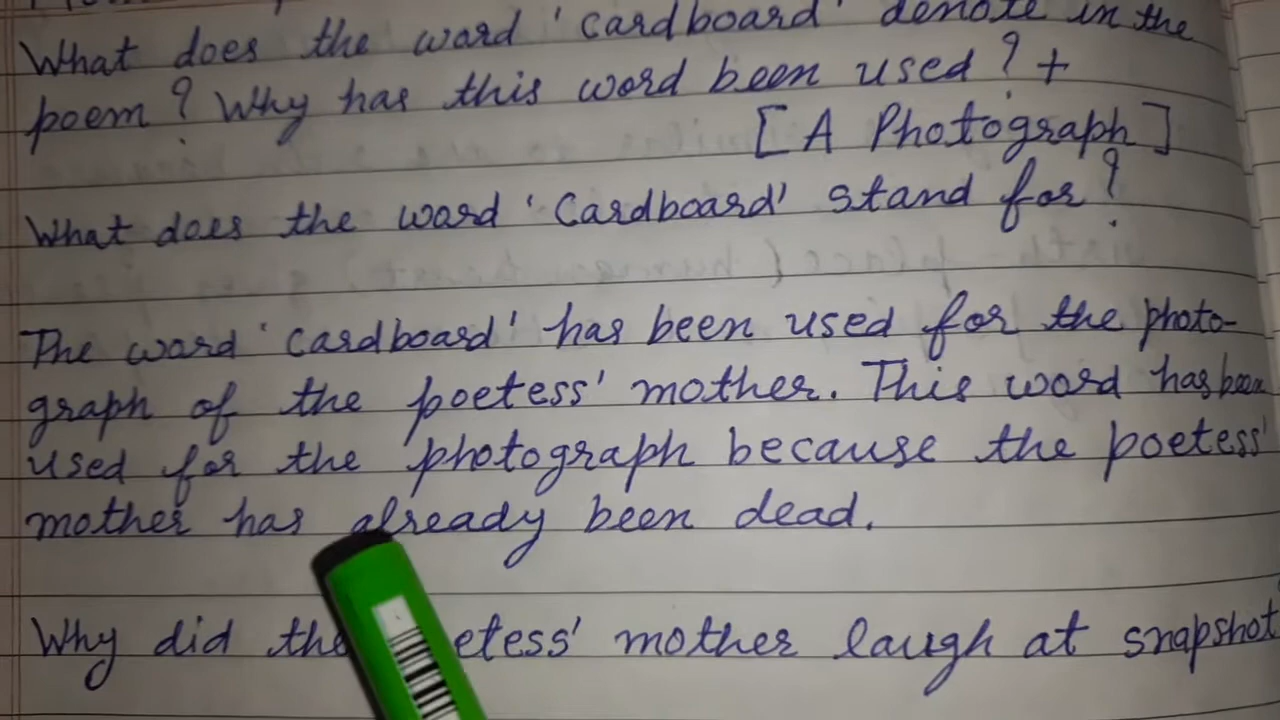 What does the word 'cardboard' denote in the
poem? Why has this word been used? +
[A Photograph]
What does the word 'Cardboard' stand for?
The word 'cardboard' has been used for the photo-
graph of the poetess' mother. This word has been
used for the photograph because the poetess'
mother has already been dead.
Why did the etess' mother laugh at snapshot